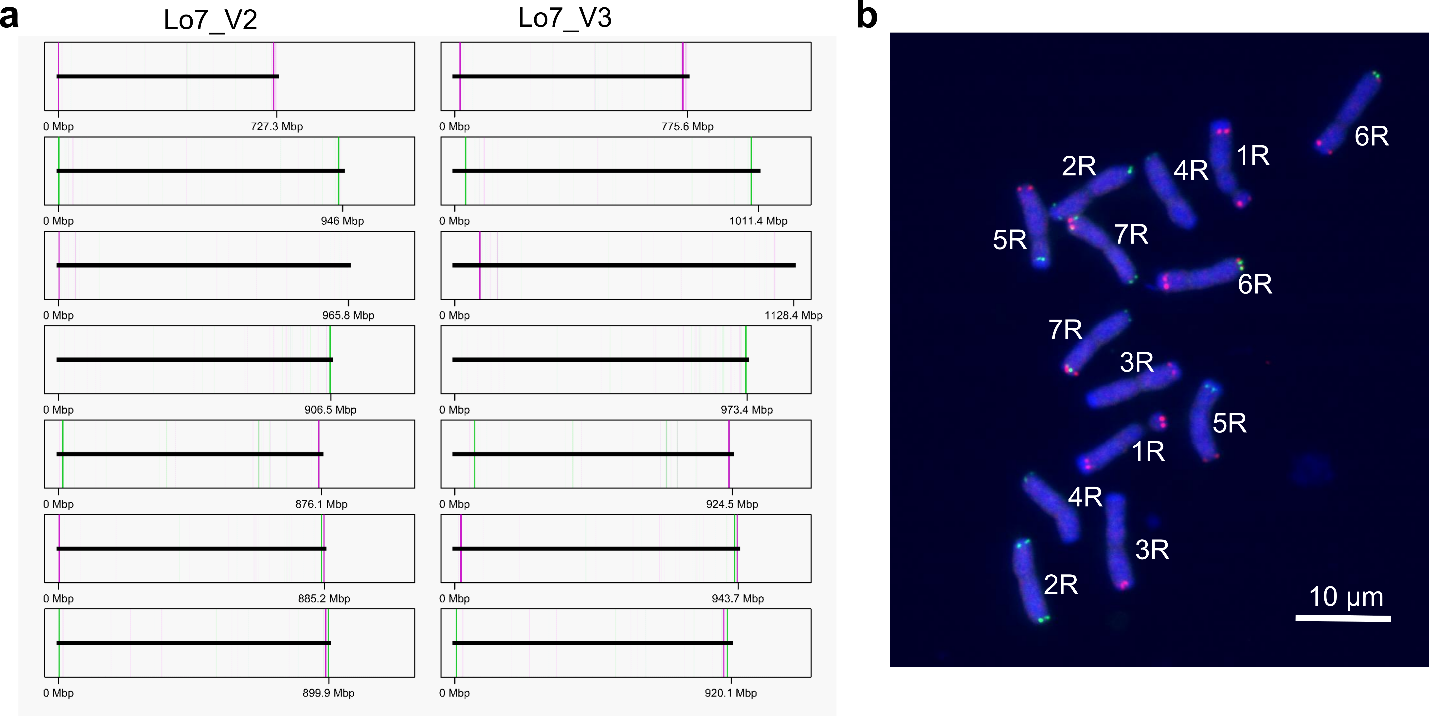 a
Lo7_V2
Lo7_V3
0 Mbp
727.3 Mbp
0 Mbp
775.6 Mbp
0 Mbp
946 Mbp
0 Mbp
1011.4 Mbp
0 Mbp
965.8 Mbp
0 Mbp
1128.4 Mbp
0 Mbp
906.5 Mbp
0 Mbp
973.4 Mbp
0 Mbp
876.1 Mbp
0 Mbp
924.5 Mbp
0 Mbp
885.2 Mbp
0 Mbp
943.7 Mbp
0 Mbp
899.9 Mbp
0 Mbp
920.1 Mbp
b
6R
1R
2R
4R
5R
7R
6R
7R
3R
5R
1R
4R
3R
2R
10 µm